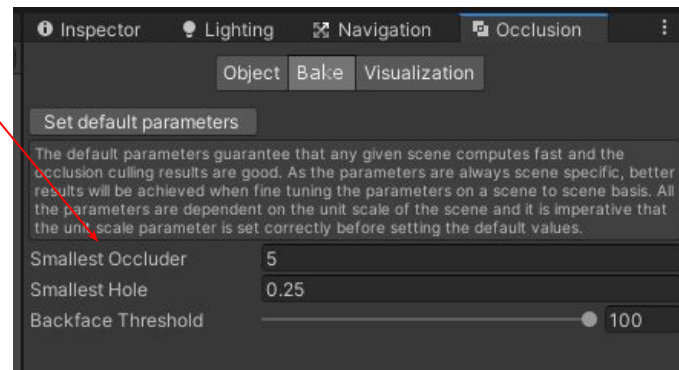 Inspector Lighting Navigation Occlusion
Object Bake Visualization
Set default parameters
The default parameters guarantee that any given scene computes fast and the
occlusion culling results are good. As the parameters are always scene specific, better
results will be achieved when fine tuning the parameters on a scene to scene basis. All
the parameters are dependent on the unit scale of the scene and it is imperative that
the unit scale parameter is set correctly before setting the default values.
Smallest Occluder 5
Smallest Hole 0.25
Backface Threshold 100